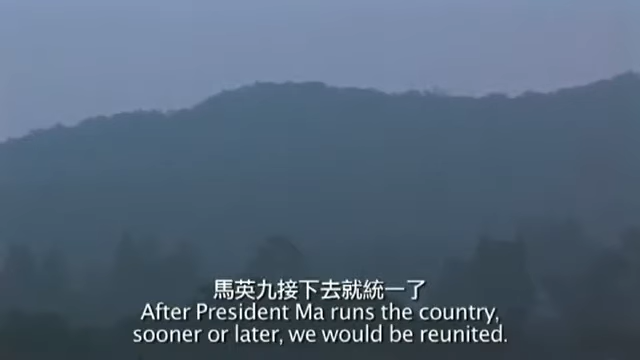 馬英九接下去就統一了
After President Ma runs the country,
sooner or later, we would be reunited.